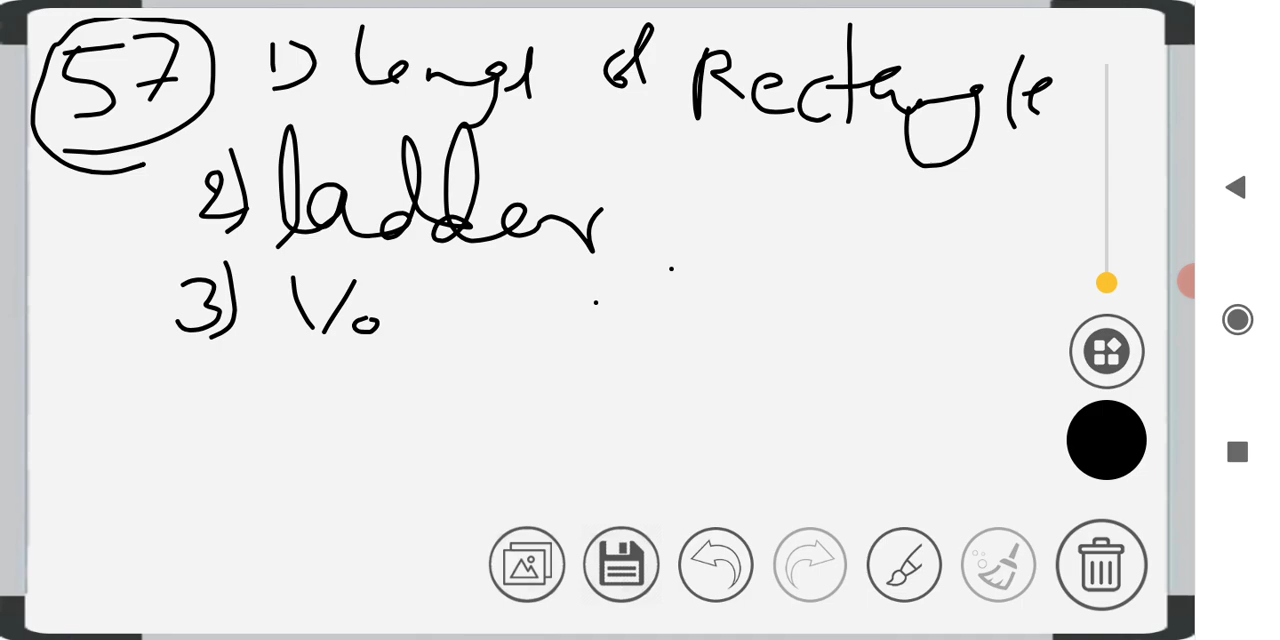 57 1) lengt of Rectangle
2) ladder
3) %